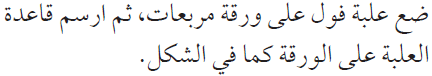 ضع علبة فول على ورقة مربعات، ثم ارسم قاعدة
العلبة على الورقة كما في الشكل.